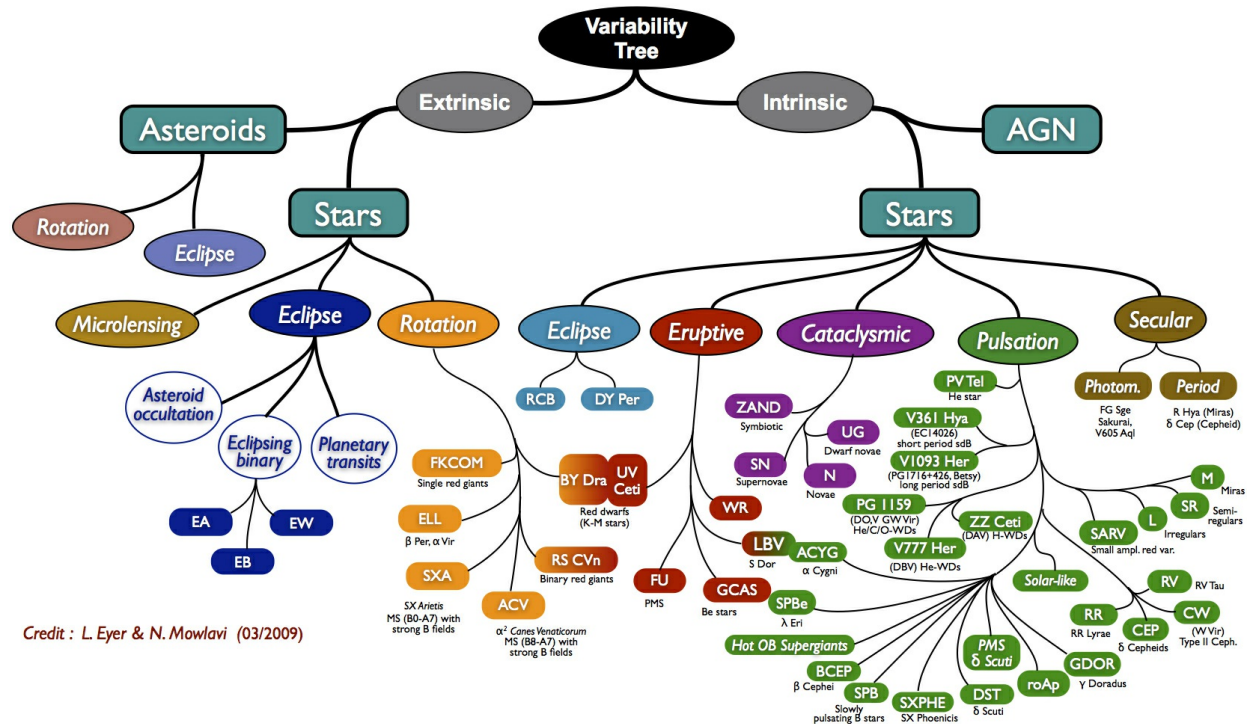 Variability
Tree
Extrinsic
Intrinsic
Asteroids
AGN
Rotation
Eclipse
Stars
Stars
Microlensing
Eclipse
Rotation
Eclipse
Eruptive
Cataclysmic
Pulsation
Secular
Asteroid
occultation
Eclipsing
binary
Planetary
transits
EA
EB
EW
FKCOM
Single red giants
ELL
β Per, α Vir
SXA
SX Arietis
MS (B0-A7) with
strong B fields
ACV
α² Canes Venaticorum
MS (B8-A7) with
strong B fields
RS CVn
Binary red giants
BY Dra
UV
Ceti
Red dwarfs
(K-M stars)
RCB
DY Per
WR
LBV
S Dor
FU
PMS
GCAS
Be stars
ZAND
Symbiotic
UG
Dwarf novae
SN
Supernovae
N
Novae
PV Tel
He star
V361 Hya
(EC14026)
short period sdB
V1093 Her
(PG1716+426, Betsy)
long period sdB
PG 1159
(DO,V GW Vir)
He/C/O-WDs
ZZ Ceti
(DAV) H-WDs
V777 Her
(DBV) He-WDs
ACYG
α Cygni
SPBe
λ Eri
Hot OB Supergiants
BCEP
β Cephei
SPB
Slowly
pulsating B stars
SXPHE
SX Phoenicis
DST
δ Scuti
PMS
δ Scuti
roAp
GDOR
γ Doradus
Solar-like
SARV
Small ampl. red var.
L
Irregulars
SR
Semi-
regulars
M
Miras
RV
RV Tau
RR
RR Lyrae
CEP
δ Cepheids
CW
(W Vir)
Type II Ceph.
Photom.
FG Sge
Sakurai,
V605 Aql
Period
R Hya (Miras)
δ Cep (Cepheid)
Credit : L. Eyer & N. Mowlavi (03/2009)